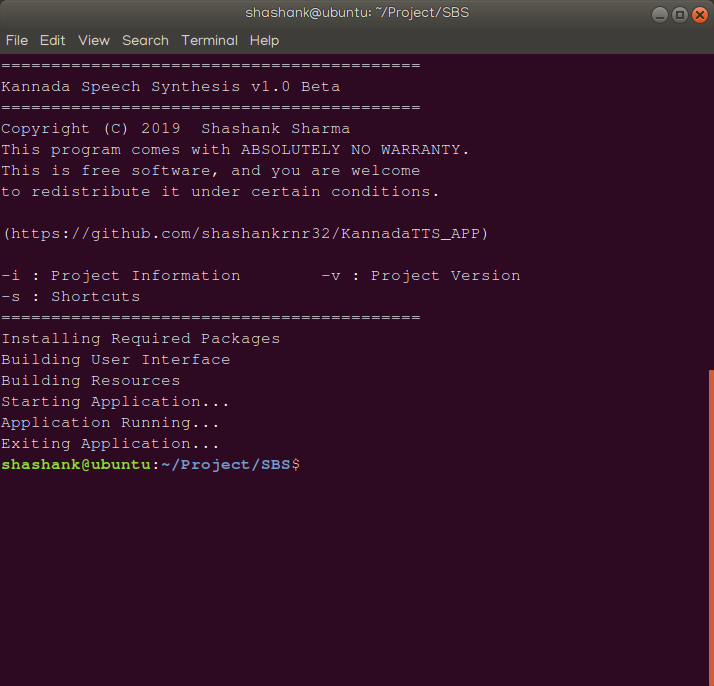 shashank@ubuntu: ~/Project/SBS
File Edit View Search Terminal Help
==========================================
Kannada Speech Synthesis v1.0 Beta
==========================================
Copyright (C) 2019  Shashank Sharma
This program comes with ABSOLUTELY NO WARRANTY.
This is free software, and you are welcome
to redistribute it under certain conditions.
(https://github.com/shashankrnr32/KannadaTTS_APP)
-i : Project Information        -v : Project Version
-s : Shortcuts
==========================================
Installing Required Packages
Building User Interface
Building Resources
Starting Application...
Application Running...
Exiting Application...
shashank@ubuntu:~/Project/SBS$